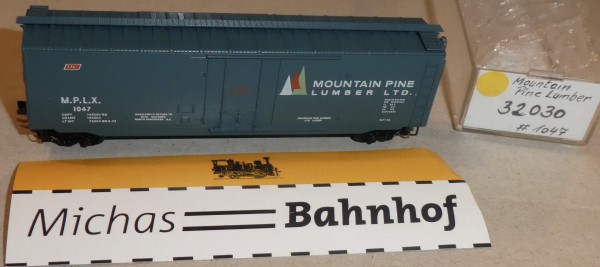 MOUNTAIN PINE
LUMBER LTD.
M.P.L.X.
1047
Mountain
Pine Lumber
32030
# 1047
Michas Bahnhof